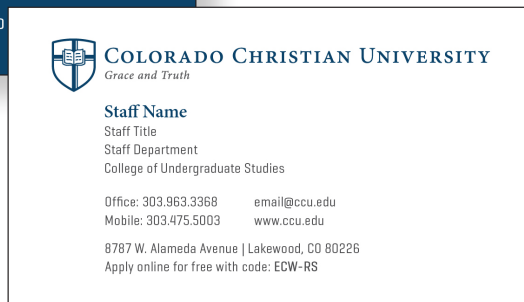 COLORADO CHRISTIAN UNIVERSITY
Grace and Truth
Staff Name
Staff Title
Staff Department
College of Undergraduate Studies
Office: 303.963.3368 email@ccu.edu
Mobile: 303.475.5003 www.ccu.edu
8787 W. Alameda Avenue | Lakewood, CO 80226
Apply online for free with code: ECW-RS